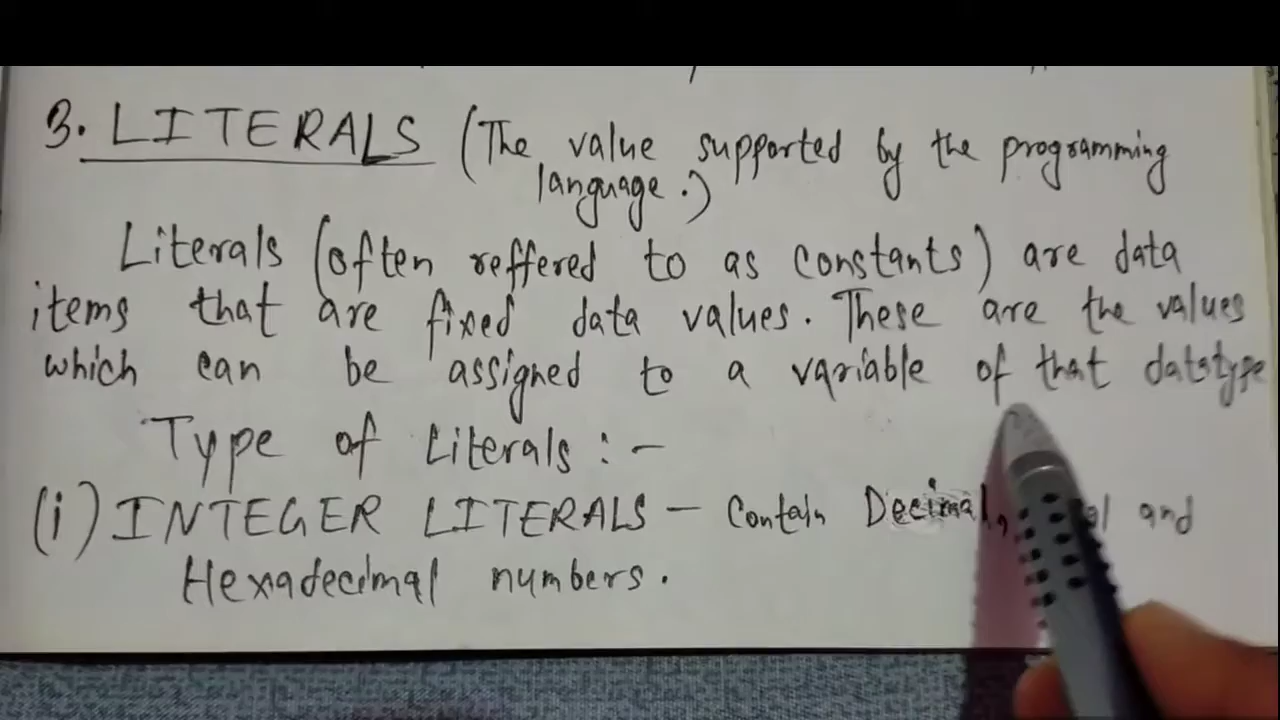 3. LITERALS (The value supported by the programming
language.)
Literals (often reffered to as constants) are data
items that are fixed data values. These are the values
which can be assigned to a variable of that datatype
Type of Literals : -
(i) INTEGER LITERALS - Contain Decimal, and
Hexadecimal numbers.